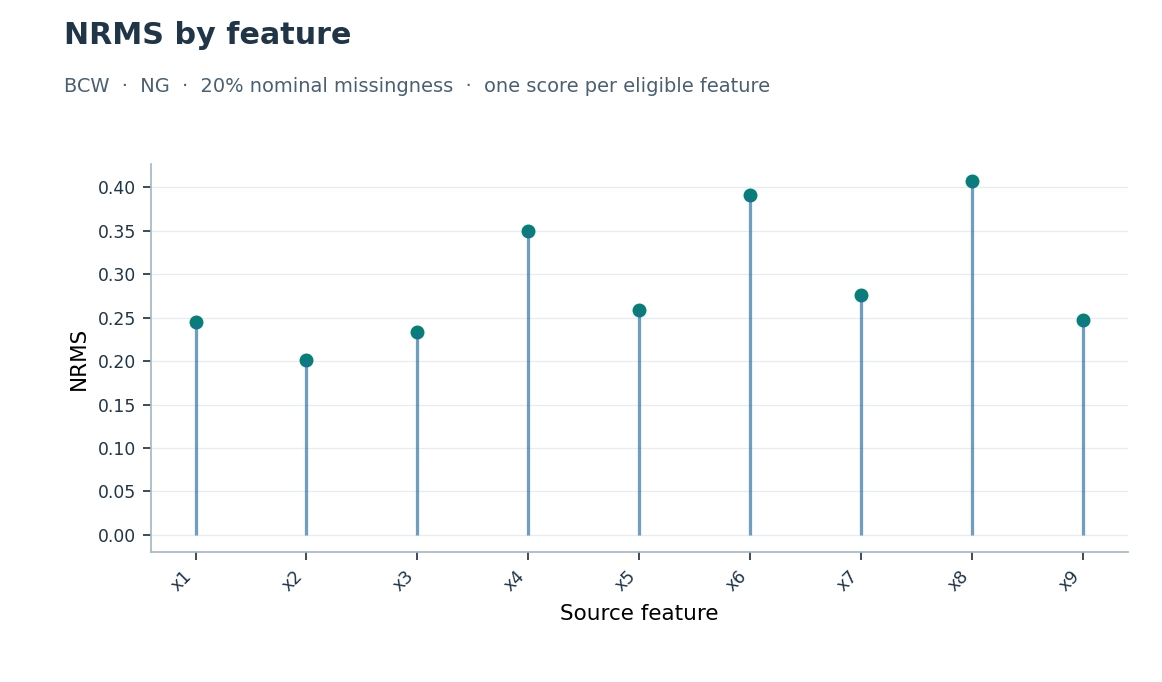 NRMS by feature
BCW · NG · 20% nominal missingness · one score per eligible feature
0.40
0.35
0.30
0.25
0.20
0.15
0.10
0.05
0.00
NRMS
x1 x2 x3 x4 x5 x6 x7 x8 x9
Source feature